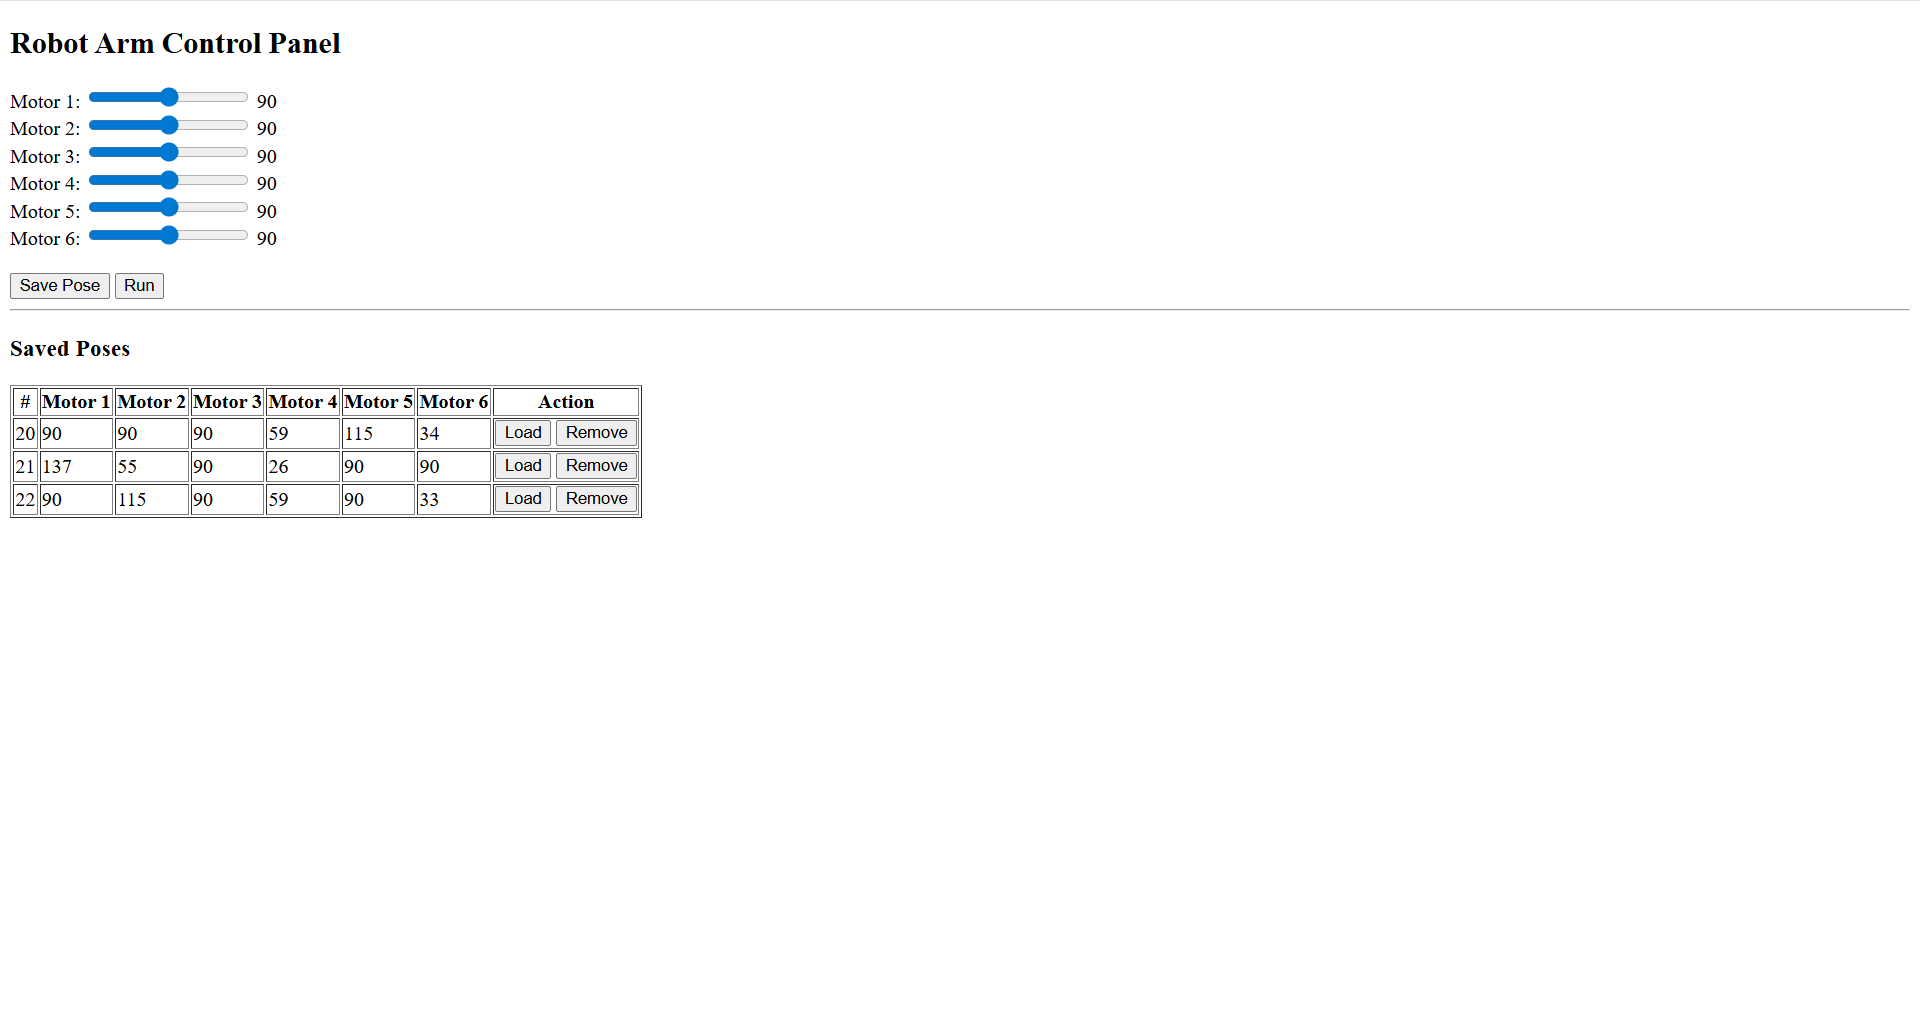 Robot Arm Control Panel
Motor 1: 90
Motor 2: 90
Motor 3: 90
Motor 4: 90
Motor 5: 90
Motor 6: 90
Save Pose Run
Saved Poses
# Motor 1 Motor 2 Motor 3 Motor 4 Motor 5 Motor 6 Action
20 90 90 90 59 115 34 Load Remove
21 137 55 90 26 90 90 Load Remove
22 90 115 90 59 90 33 Load Remove